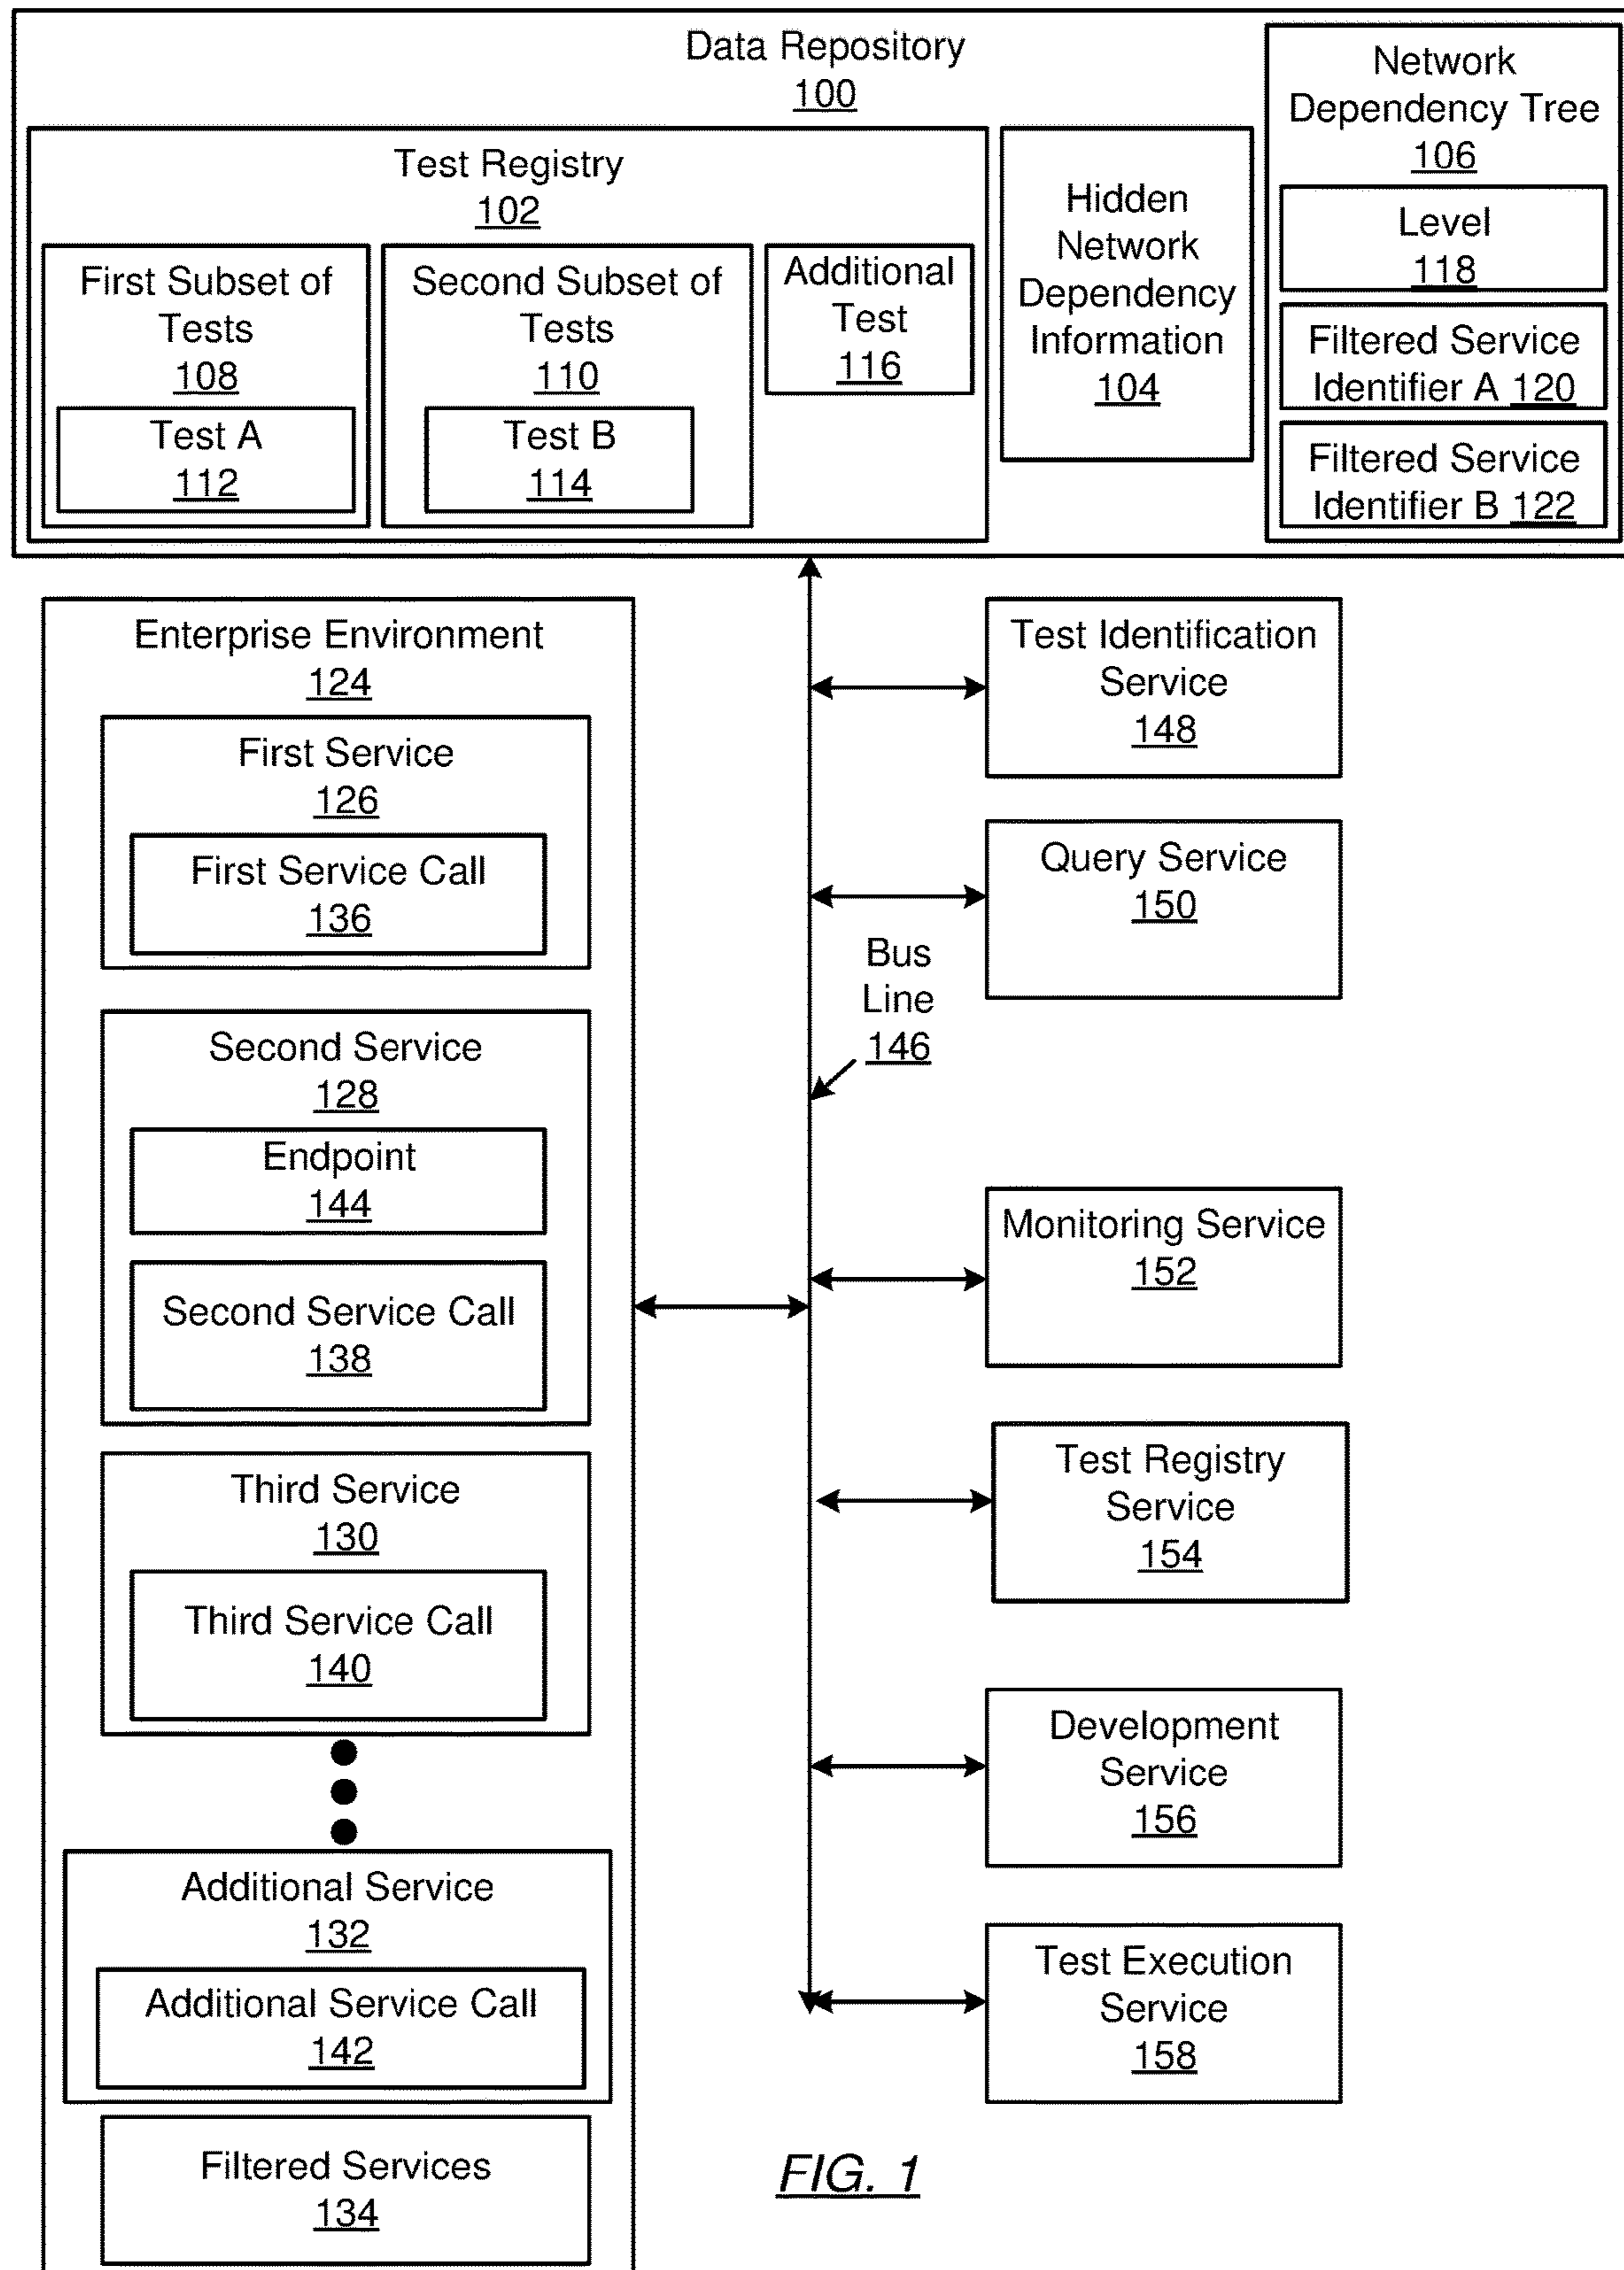 Data Repository
100
Test Registry
102
First Subset of
Tests
108
Test A
112
Second Subset of
Tests
110
Test B
114
Additional
Test
116
Hidden
Network
Dependency
Information
104
Network
Dependency Tree
106
Level
118
Filtered Service
Identifier A 120
Filtered Service
Identifier B 122
Enterprise Environment
124
First Service
126
First Service Call
136
Second Service
128
Endpoint
144
Second Service Call
138
Third Service
130
Third Service Call
140
Additional Service
132
Additional Service Call
142
Filtered Services
134
Bus
Line
146
Test Identification
Service
148
Query Service
150
Monitoring Service
152
Test Registry
Service
154
Development
Service
156
Test Execution
Service
158
FIG. 1